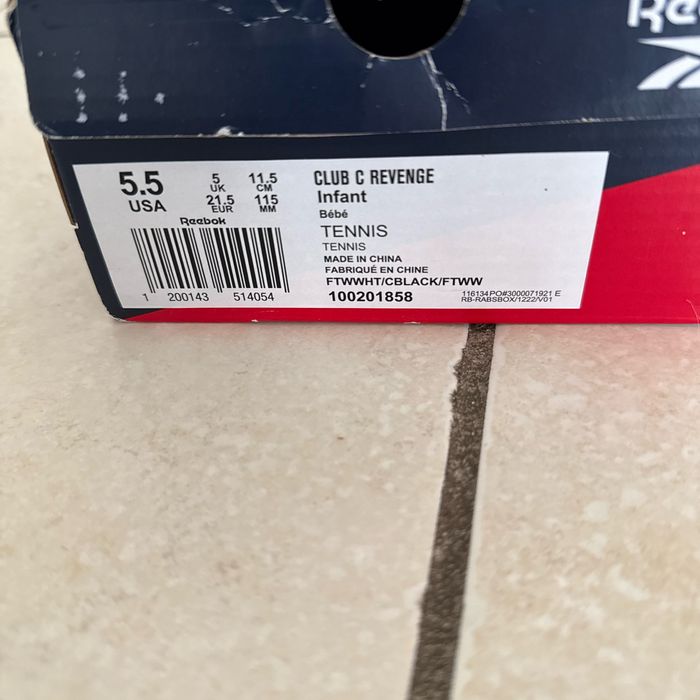 5.5
USA
5
UK
21.5
EUR
11.5
CM
115
MM
Reebok
1 200143 514054
CLUB C REVENGE
Infant
Bébé
TENNIS
TENNIS
MADE IN CHINA
FABRIQUÉ EN CHINE
FTWWHT/CBLACK/FTWW
100201858
116134PO#3000071921 E
RB-RABSBOX/1222/V01